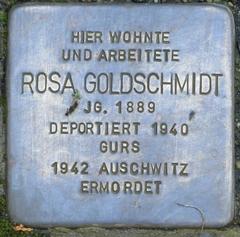 HIER WOHNTE
UND ARBEITETE
ROSA GOLDSCHMIDT
JG. 1889
DEPORTIERT 1940
GURS
1942 AUSCHWITZ
ERMORDET